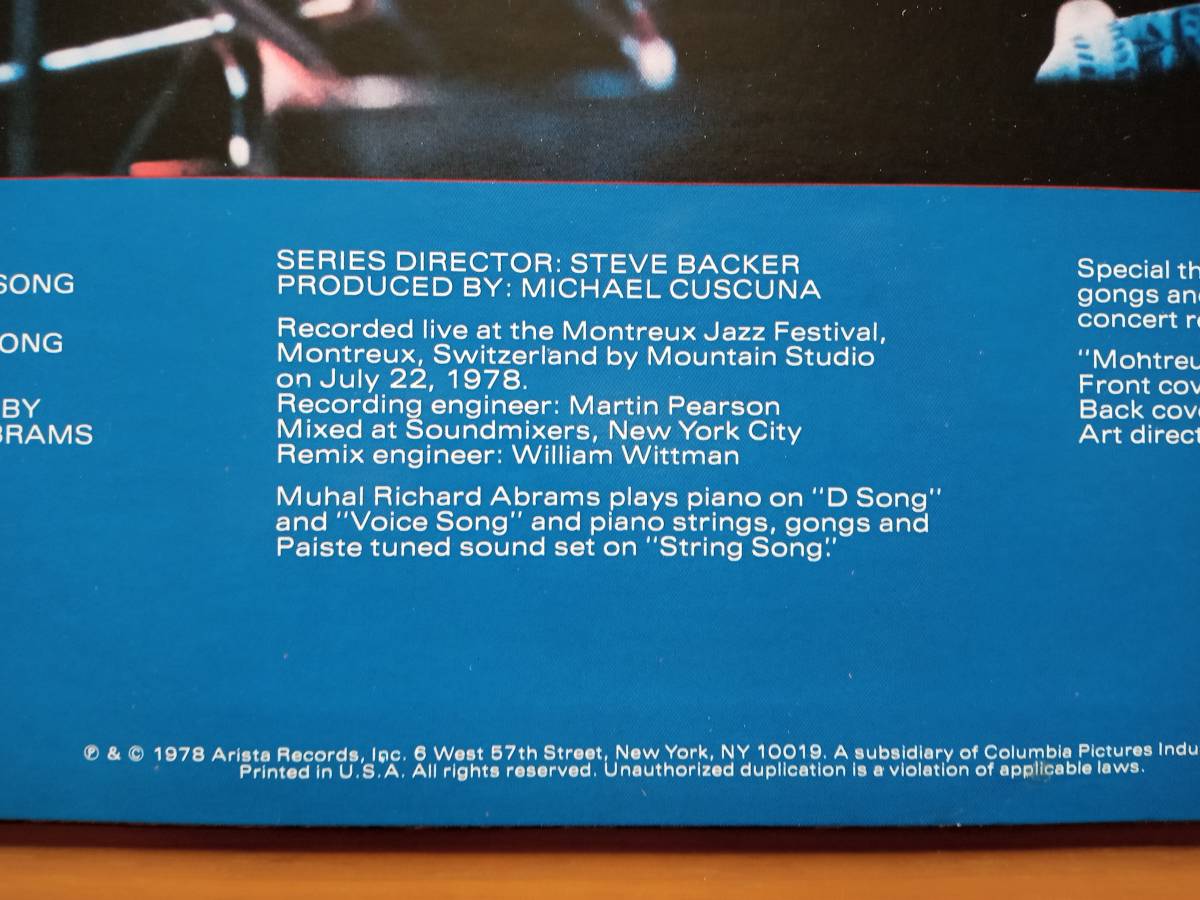 SONG
ONG
BY
BRAMS
SERIES DIRECTOR: STEVE BACKER
PRODUCED BY: MICHAEL CUSCUNA
Recorded live at the Montreux Jazz Festival,
Montreux, Switzerland by Mountain Studio
on July 22, 1978.
Recording engineer: Martin Pearson
Mixed at Soundmixers, New York City
Remix engineer: William Wittman
Muhal Richard Abrams plays piano on "D Song"
and "Voice Song" and piano strings, gongs and
Paiste tuned sound set on "String Song."
Special th
gongs and
concert re
"Mohtreu
Front cov
Back cove
Art direct
℗ & © 1978 Arista Records, Inc. 6 West 57th Street, New York, NY 10019. A subsidiary of Columbia Pictures Indu
Printed in U.S.A. All rights reserved. Unauthorized duplication is a violation of applicable laws.